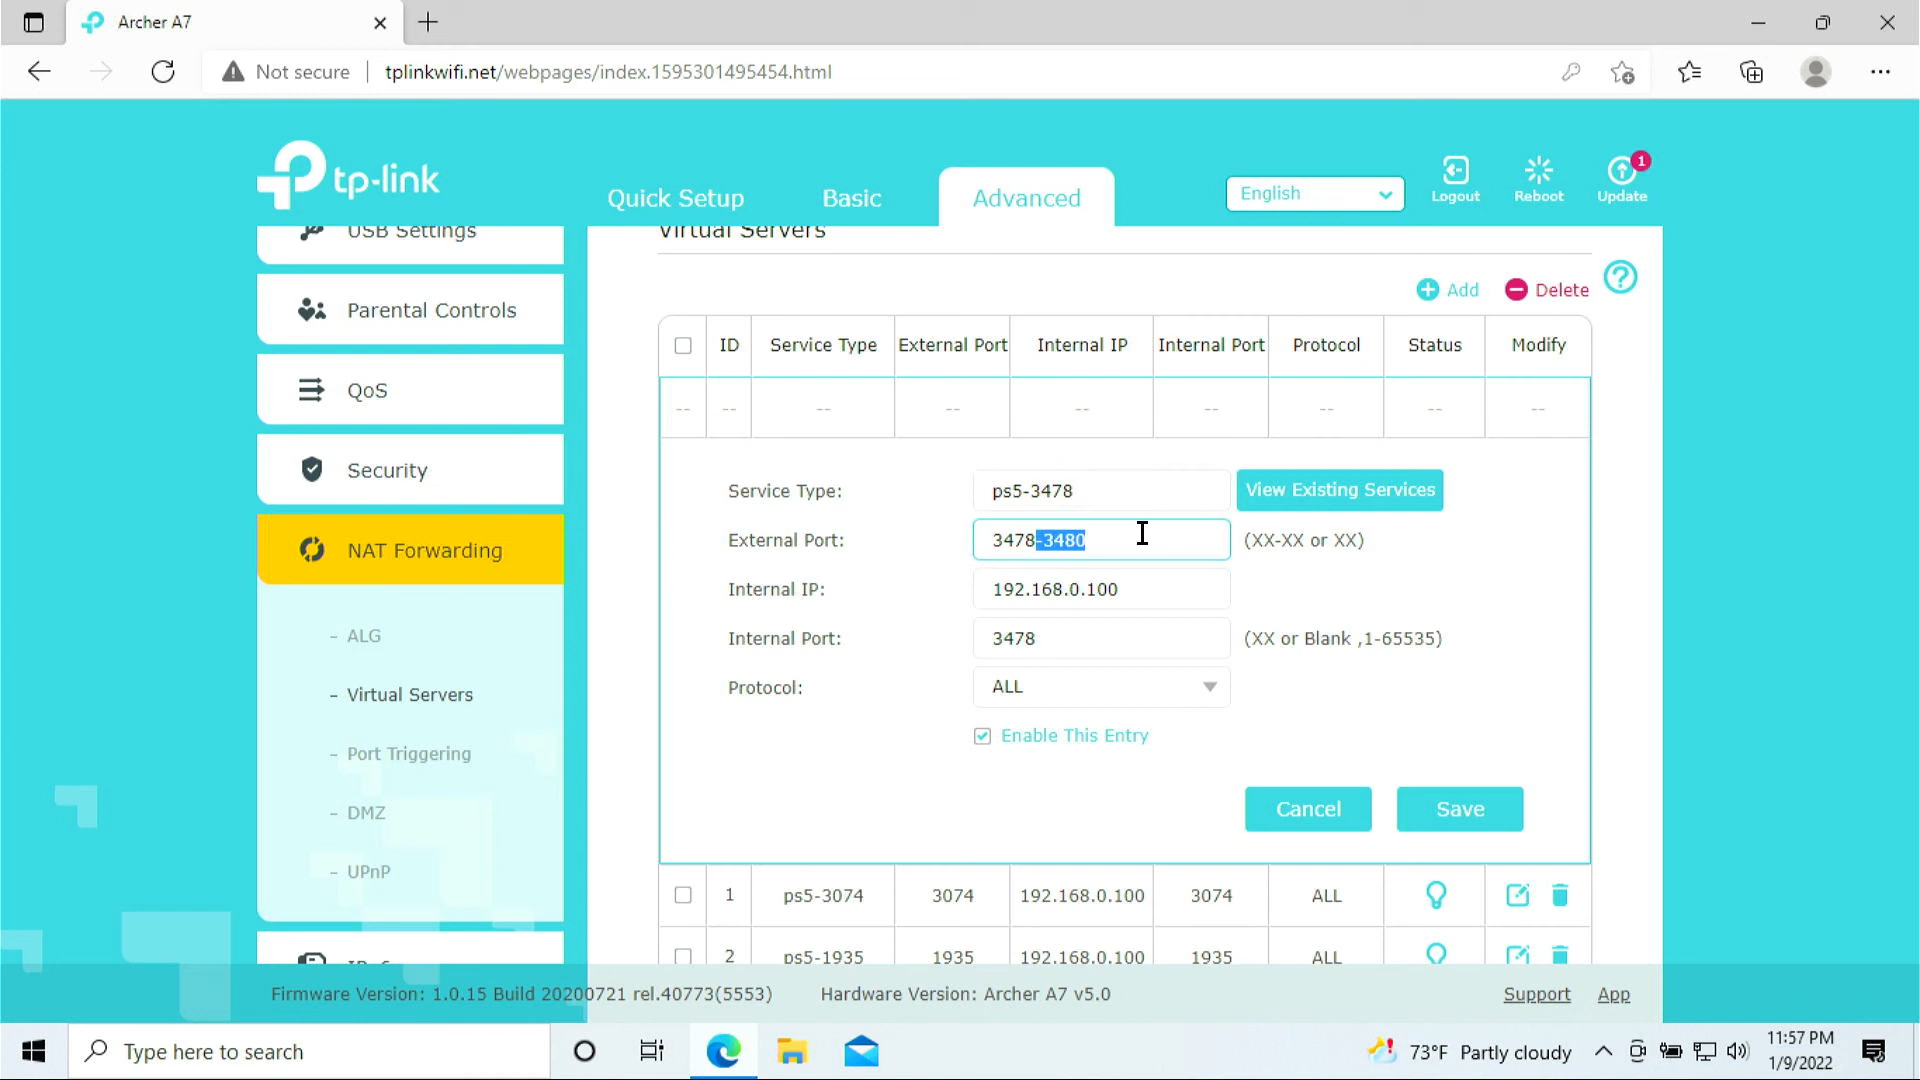 Archer A7
Not secure
tplinkwifi.net/webpages/index.1595301495454.html
tp-link
Quick Setup
Basic
Advanced
English
Logout
Reboot
Update
1
USB Settings
Parental Controls
QoS
Security
NAT Forwarding
- ALG
- Virtual Servers
- Port Triggering
- DMZ
- UPnP
Virtual Servers
Add
Delete
?
ID Service Type External Port Internal IP Internal Port Protocol Status Modify
-- -- -- -- -- -- -- -- --
Service Type: ps5-3478 View Existing Services
External Port: 3478-3480 (XX-XX or XX)
Internal IP: 192.168.0.100
Internal Port: 3478 (XX or Blank ,1-65535)
Protocol: ALL
Enable This Entry
Cancel Save
1 ps5-3074 3074 192.168.0.100 3074 ALL
2 ps5-1935 1935 192.168.0.100 1935 ALL
Firmware Version: 1.0.15 Build 20200721 rel.40773(5553) Hardware Version: Archer A7 v5.0 Support App
Type here to search
73°F Partly cloudy
11:57 PM
1/9/2022